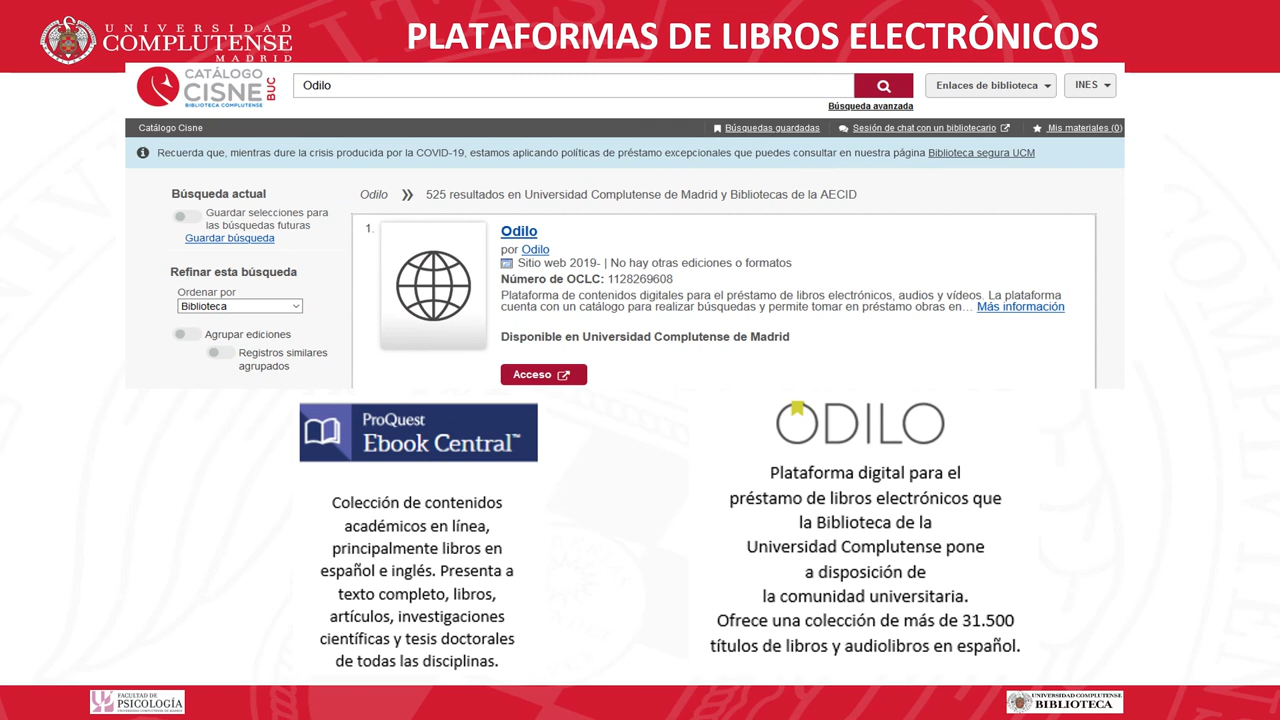 UNIVERSIDAD
COMPLUTENSE
MADRID
PLATAFORMAS DE LIBROS ELECTRÓNICOS
CATÁLOGO
CISNE
BIBLIOTECA COMPLUTENSE
BUC
Odilo
Búsqueda avanzada
Enlaces de biblioteca
INES
Catálogo Cisne
Búsquedas guardadas
Sesión de chat con un bibliotecario
Mis materiales (0)
Recuerda que, mientras dure la crisis producida por la COVID-19, estamos aplicando políticas de préstamo excepcionales que puedes consultar en nuestra página Biblioteca segura UCM
Búsqueda actual
Guardar selecciones para
las búsquedas futuras
Guardar búsqueda
Refinar esta búsqueda
Ordenar por
Biblioteca
Agrupar ediciones
Registros similares
agrupados
Odilo » 525 resultados en Universidad Complutense de Madrid y Bibliotecas de la AECID
1.
Odilo
por Odilo
Sitio web 2019- | No hay otras ediciones o formatos
Número de OCLC: 1128269608
Plataforma de contenidos digitales para el préstamo de libros electrónicos, audios y vídeos. La plataforma
cuenta con un catálogo para realizar búsquedas y permite tomar en préstamo obras en… Más información
Disponible en Universidad Complutense de Madrid
Acceso
ProQuest
Ebook Central™
Colección de contenidos
académicos en línea,
principalmente libros en
español e inglés. Presenta a
texto completo, libros,
artículos, investigaciones
científicas y tesis doctorales
de todas las disciplinas.
ODILO
Plataforma digital para el
préstamo de libros electrónicos que
la Biblioteca de la
Universidad Complutense pone
a disposición de
la comunidad universitaria.
Ofrece una colección de más de 31.500
títulos de libros y audiolibros en español.
FACULTAD DE
PSICOLOGÍA
UNIVERSIDAD COMPLUTENSE
BIBLIOTECA